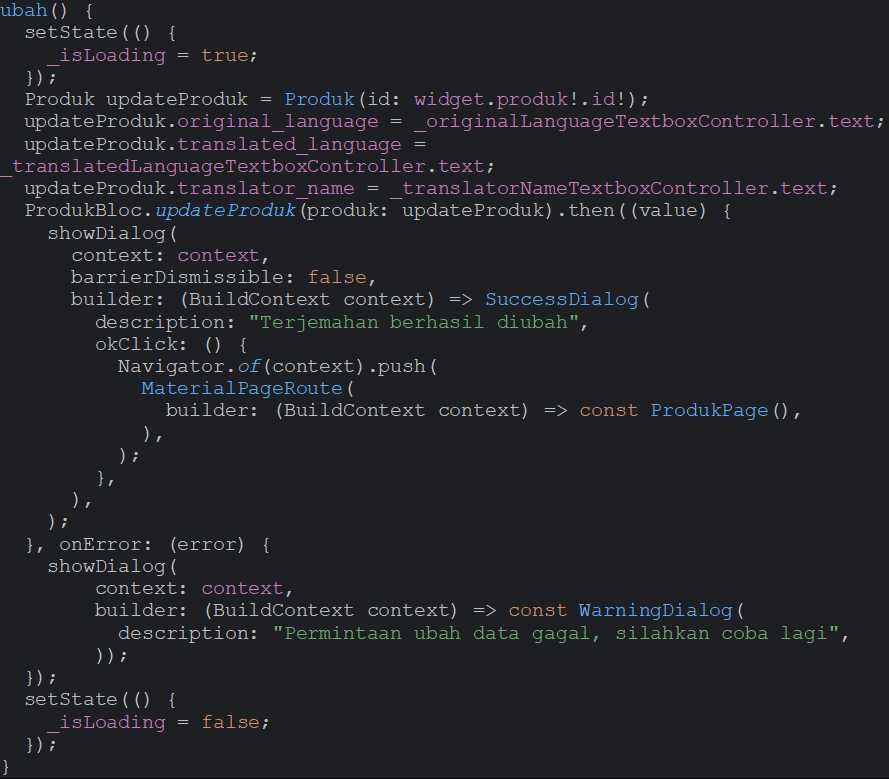 ubah() {
  setState(() {
    _isLoading = true;
  });
  Produk updateProduk = Produk(id: widget.produk!.id!);
  updateProduk.original_language = _originalLanguageTextboxController.text;
  updateProduk.translated_language =
_translatedLanguageTextboxController.text;
  updateProduk.translator_name = _translatorNameTextboxController.text;
  ProdukBloc.updateProduk(produk: updateProduk).then((value) {
    showDialog(
      context: context,
      barrierDismissible: false,
      builder: (BuildContext context) => SuccessDialog(
        description: "Terjemahan berhasil diubah",
        okClick: () {
          Navigator.of(context).push(
            MaterialPageRoute(
              builder: (BuildContext context) => const ProdukPage(),
            ),
          );
        },
      ),
    );
  }, onError: (error) {
    showDialog(
        context: context,
        builder: (BuildContext context) => const WarningDialog(
          description: "Permintaan ubah data gagal, silahkan coba lagi",
        ));
  });
  setState(() {
    _isLoading = false;
  });
}